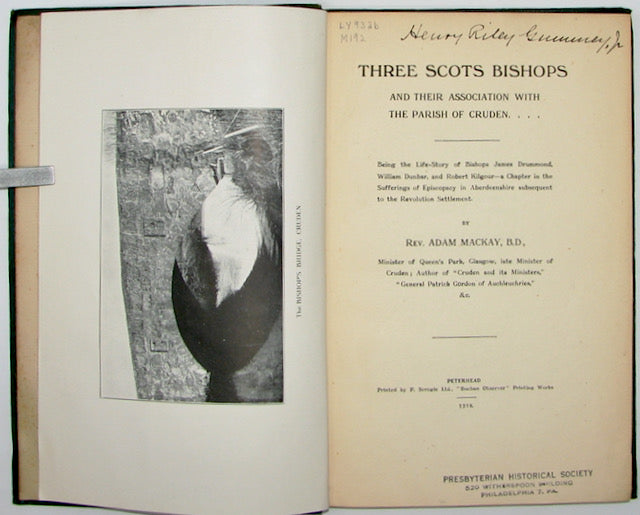 The BISHOP'S BRIDGE, CRUDEN
LY9326
M192
Henry Riley Gummey, Jr
THREE SCOTS BISHOPS
AND THEIR ASSOCIATION WITH
THE PARISH OF CRUDEN. . . .
Being the Life-Story of Bishops James Drummond,
William Dunbar, and Robert Kilgour—a Chapter in the
Sufferings of Episcopacy in Aberdeenshire subsequent
to the Revolution Settlement.
BY
REV. ADAM MACKAY, B.D.,
Minister of Queen's Park, Glasgow, late Minister of
Cruden; Author of "Cruden and its Ministers,"
"General Patrick Gordon of Auchleuchries,"
&c.
PETERHEAD
Printed by P. Scrogie Ltd., "Buchan Observer" Printing Works
PRESBYTERIAN HISTORICAL SOCIETY
520 WITHERSPOON BUILDING
PHILADELPHIA 7, PA.